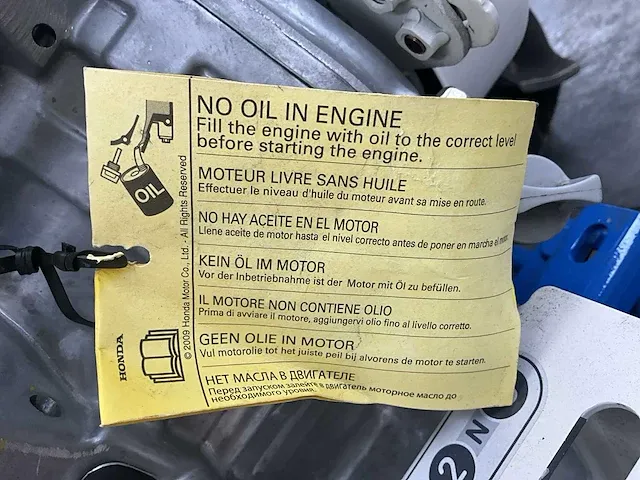 NO OIL IN ENGINE
Fill the engine with oil to the correct level
before starting the engine.
MOTEUR LIVRE SANS HUILE
Effectuer le niveau d'huile du moteur avant sa mise en route.
NO HAY ACEITE EN EL MOTOR
Llene aceite de motor hasta el nivel correcto antes de poner en marcha el
KEIN ÖL IM MOTOR
Vor der Inbetriebnahme ist der Motor mit Öl zu befüllen.
IL MOTORE NON CONTIENE OLIO
Prima di avviare il motore, aggiungervi olio fino al livello corretto.
GEEN OLIE IN MOTOR
Vul motorolie tot het juiste peil bij alvorens de motor te starten.
НЕТ МАСЛА В ДВИГАТЕЛЕ
Перед запуском залейте в двигатель моторное масло до
необходимого уровня.
OIL
© 2009 Honda Motor Co., Ltd. - All Rights Reserved
HONDA
2 N